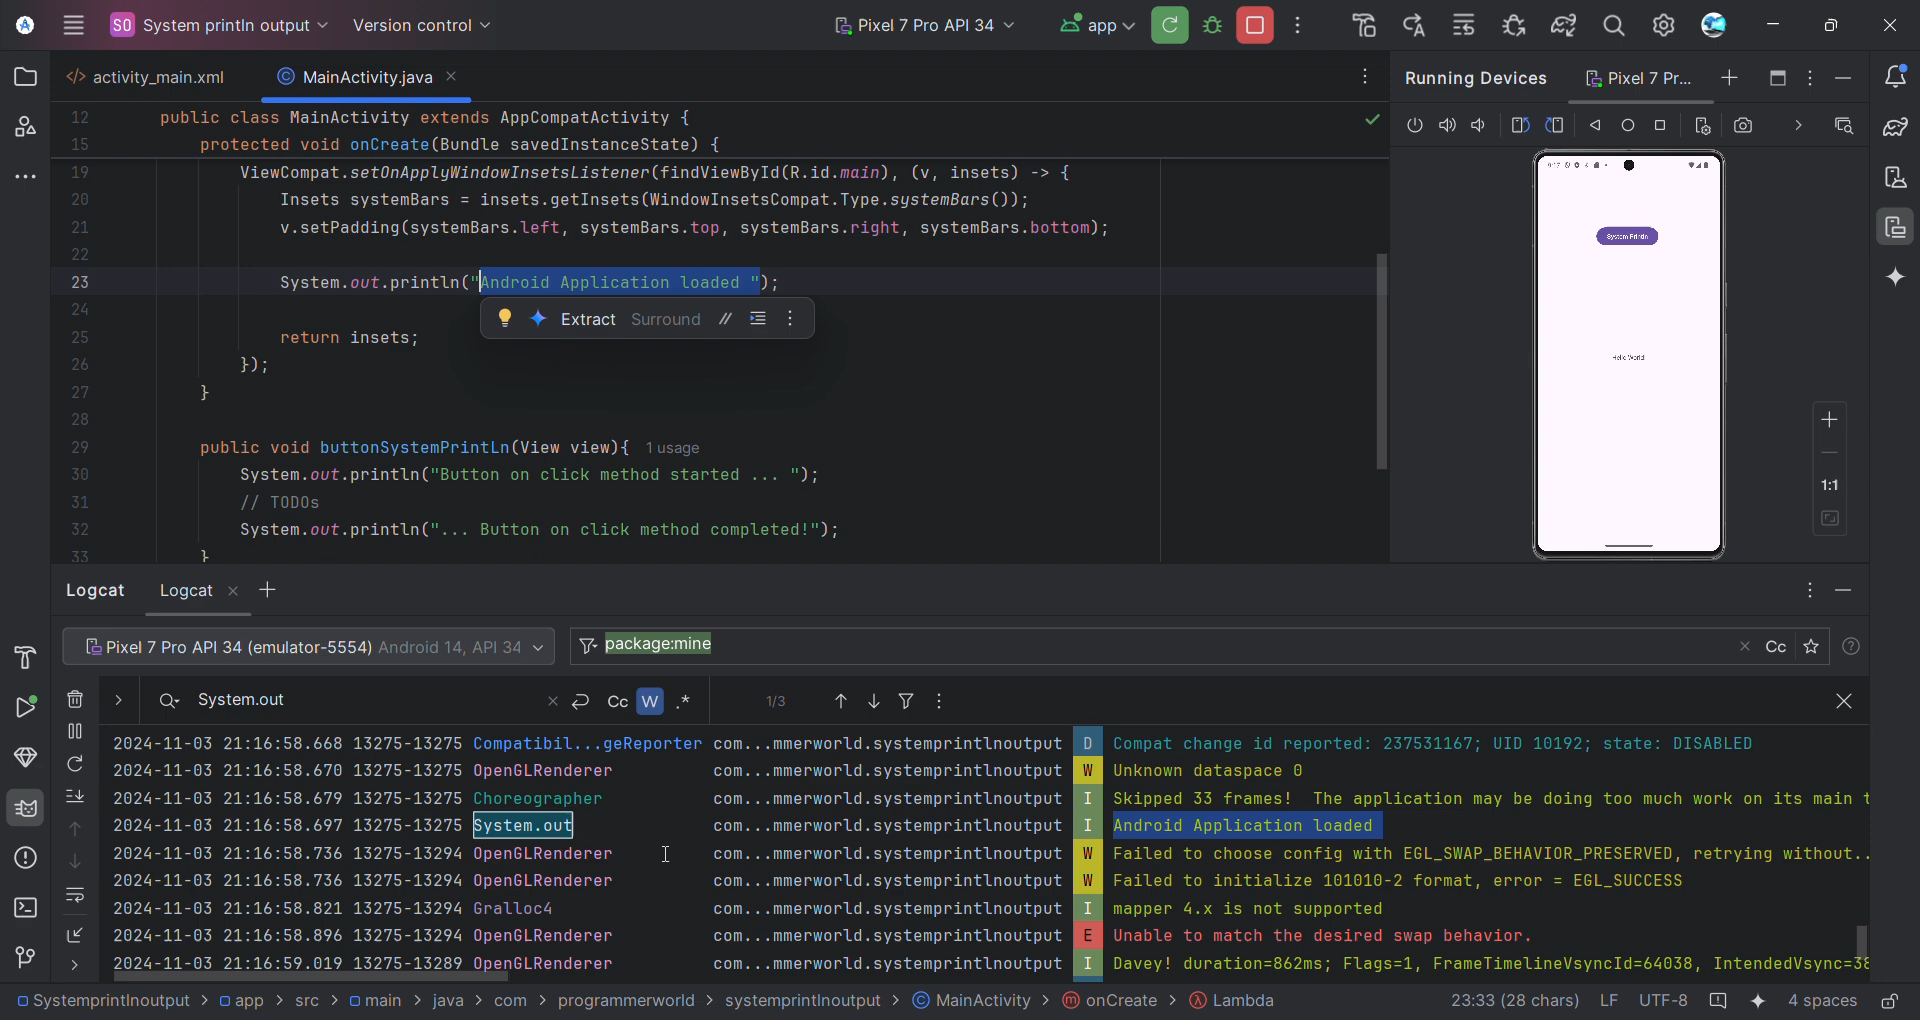 SO System println output Version control Pixel 7 Pro API 34 app
activity_main.xml MainActivity.java Running Devices Pixel 7 Pr...
12 public class MainActivity extends AppCompatActivity {
15 protected void onCreate(Bundle savedInstanceState) {
19 ViewCompat.setOnApplyWindowInsetsListener(findViewById(R.id.main), (v, insets) -> {
20 Insets systemBars = insets.getInsets(WindowInsetsCompat.Type.systemBars());
21 v.setPadding(systemBars.left, systemBars.top, systemBars.right, systemBars.bottom);
22
23 System.out.println("Android Application loaded ");
24
Extract Surround //
25 return insets;
26 });
27 }
28
29 public void buttonSystemPrintLn(View view){ 1 usage
30 System.out.println("Button on click method started ... ");
31 // TODOs
32 System.out.println("... Button on click method completed!");
33 }
9:17
System Println
Hello World
1:1
Logcat Logcat
Pixel 7 Pro API 34 (emulator-5554) Android 14, API 34 package:mine Cc
System.out Cc W .* 1/3
2024-11-03 21:16:58.668 13275-13275 Compatibil...geReporter com...mmerworld.systemprintlnoutput D Compat change id reported: 237531167; UID 10192; state: DISABLED
2024-11-03 21:16:58.670 13275-13275 OpenGLRenderer com...mmerworld.systemprintlnoutput W Unknown dataspace 0
2024-11-03 21:16:58.679 13275-13275 Choreographer com...mmerworld.systemprintlnoutput I Skipped 33 frames! The application may be doing too much work on its main t
2024-11-03 21:16:58.697 13275-13275 System.out com...mmerworld.systemprintlnoutput I Android Application loaded
2024-11-03 21:16:58.736 13275-13294 OpenGLRenderer com...mmerworld.systemprintlnoutput W Failed to choose config with EGL_SWAP_BEHAVIOR_PRESERVED, retrying without..
2024-11-03 21:16:58.736 13275-13294 OpenGLRenderer com...mmerworld.systemprintlnoutput W Failed to initialize 101010-2 format, error = EGL_SUCCESS
2024-11-03 21:16:58.821 13275-13294 Gralloc4 com...mmerworld.systemprintlnoutput I mapper 4.x is not supported
2024-11-03 21:16:58.896 13275-13294 OpenGLRenderer com...mmerworld.systemprintlnoutput E Unable to match the desired swap behavior.
2024-11-03 21:16:59.019 13275-13289 OpenGLRenderer com...mmerworld.systemprintlnoutput I Davey! duration=862ms; Flags=1, FrameTimelineVsyncId=64038, IntendedVsync=38
Systemprintlnoutput > app > src > main > java > com > programmerworld > systemprintlnoutput > MainActivity > onCreate > Lambda 23:33 (28 chars) LF UTF-8 4 spaces